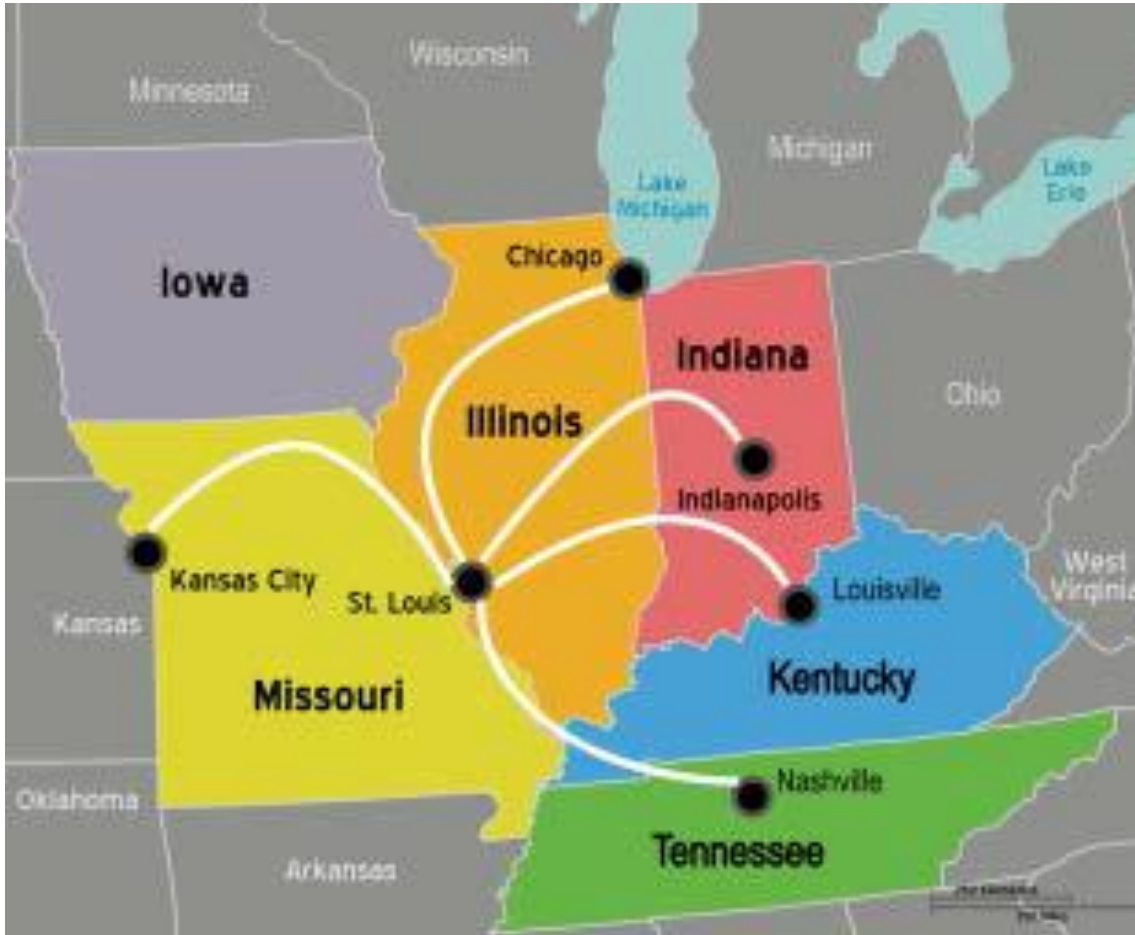 Wisconsin
Minnesota
Michigan
Lake
Michigan
Lake
Erie
Chicago
Iowa
Indiana
Ohio
Illinois
Indianapolis
Kansas City
St. Louis
Louisville
West
Virginia
Kansas
Missouri
Kentucky
Nashville
Oklahoma
Tennessee
Arkansas